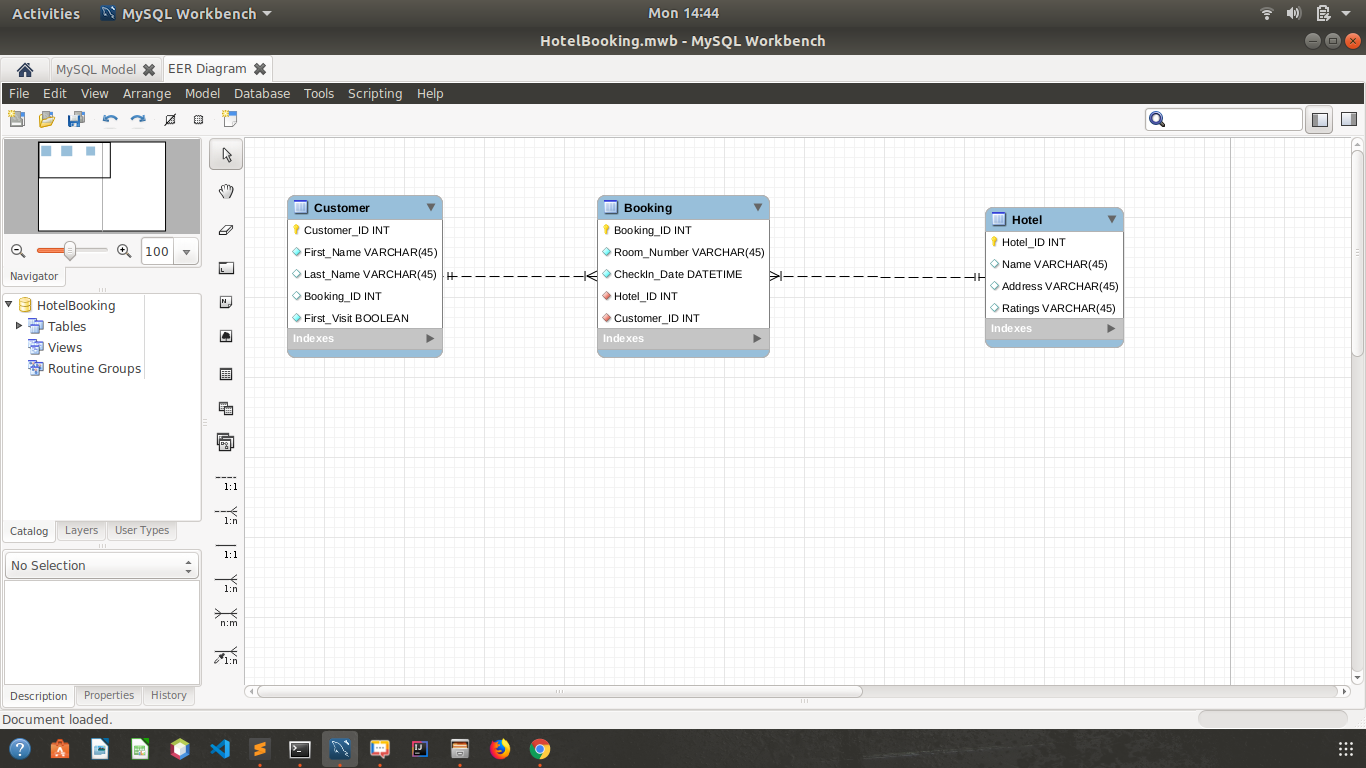 Activities
MySQL Workbench
Mon 14:44
HotelBooking.mwb - MySQL Workbench
MySQL Model
EER Diagram
File Edit View Arrange Model Database Tools Scripting Help
100
Navigator
HotelBooking
Tables
Views
Routine Groups
Catalog
Layers
User Types
No Selection
Description
Properties
History
1:1
1:n
1:1
1:n
n:m
1:n
Customer
Customer_ID INT
First_Name VARCHAR(45)
Last_Name VARCHAR(45)
Booking_ID INT
First_Visit BOOLEAN
Indexes
Booking
Booking_ID INT
Room_Number VARCHAR(45)
CheckIn_Date DATETIME
Hotel_ID INT
Customer_ID INT
Indexes
Hotel
Hotel_ID INT
Name VARCHAR(45)
Address VARCHAR(45)
Ratings VARCHAR(45)
Indexes
Document loaded.